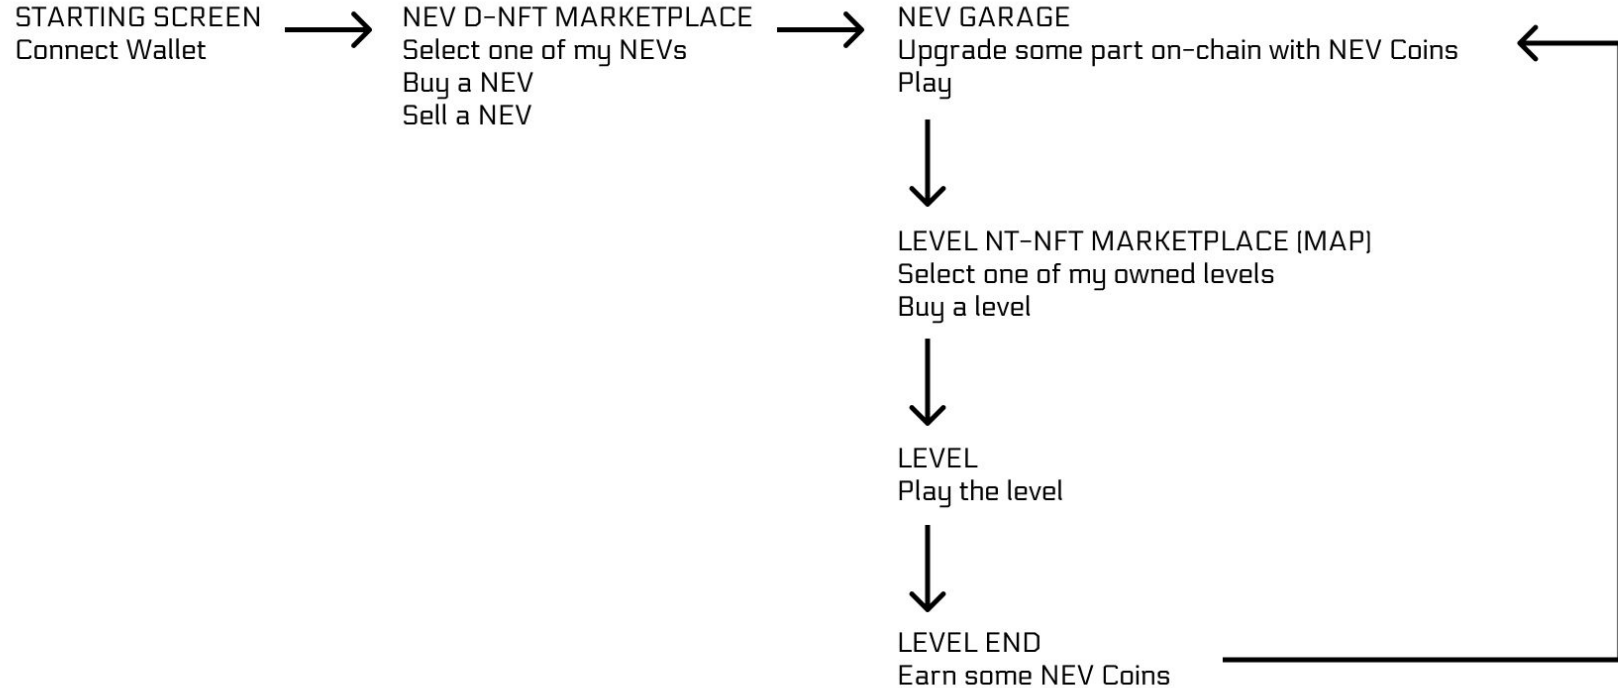 STARTING SCREEN
Connect Wallet
NEV D-NFT MARKETPLACE
Select one of my NEVs
Buy a NEV
Sell a NEV
NEV GARAGE
Upgrade some part on-chain with NEV Coins
Play
LEVEL NT-NFT MARKETPLACE (MAP)
Select one of my owned levels
Buy a level
LEVEL
Play the level
LEVEL END
Earn some NEV Coins